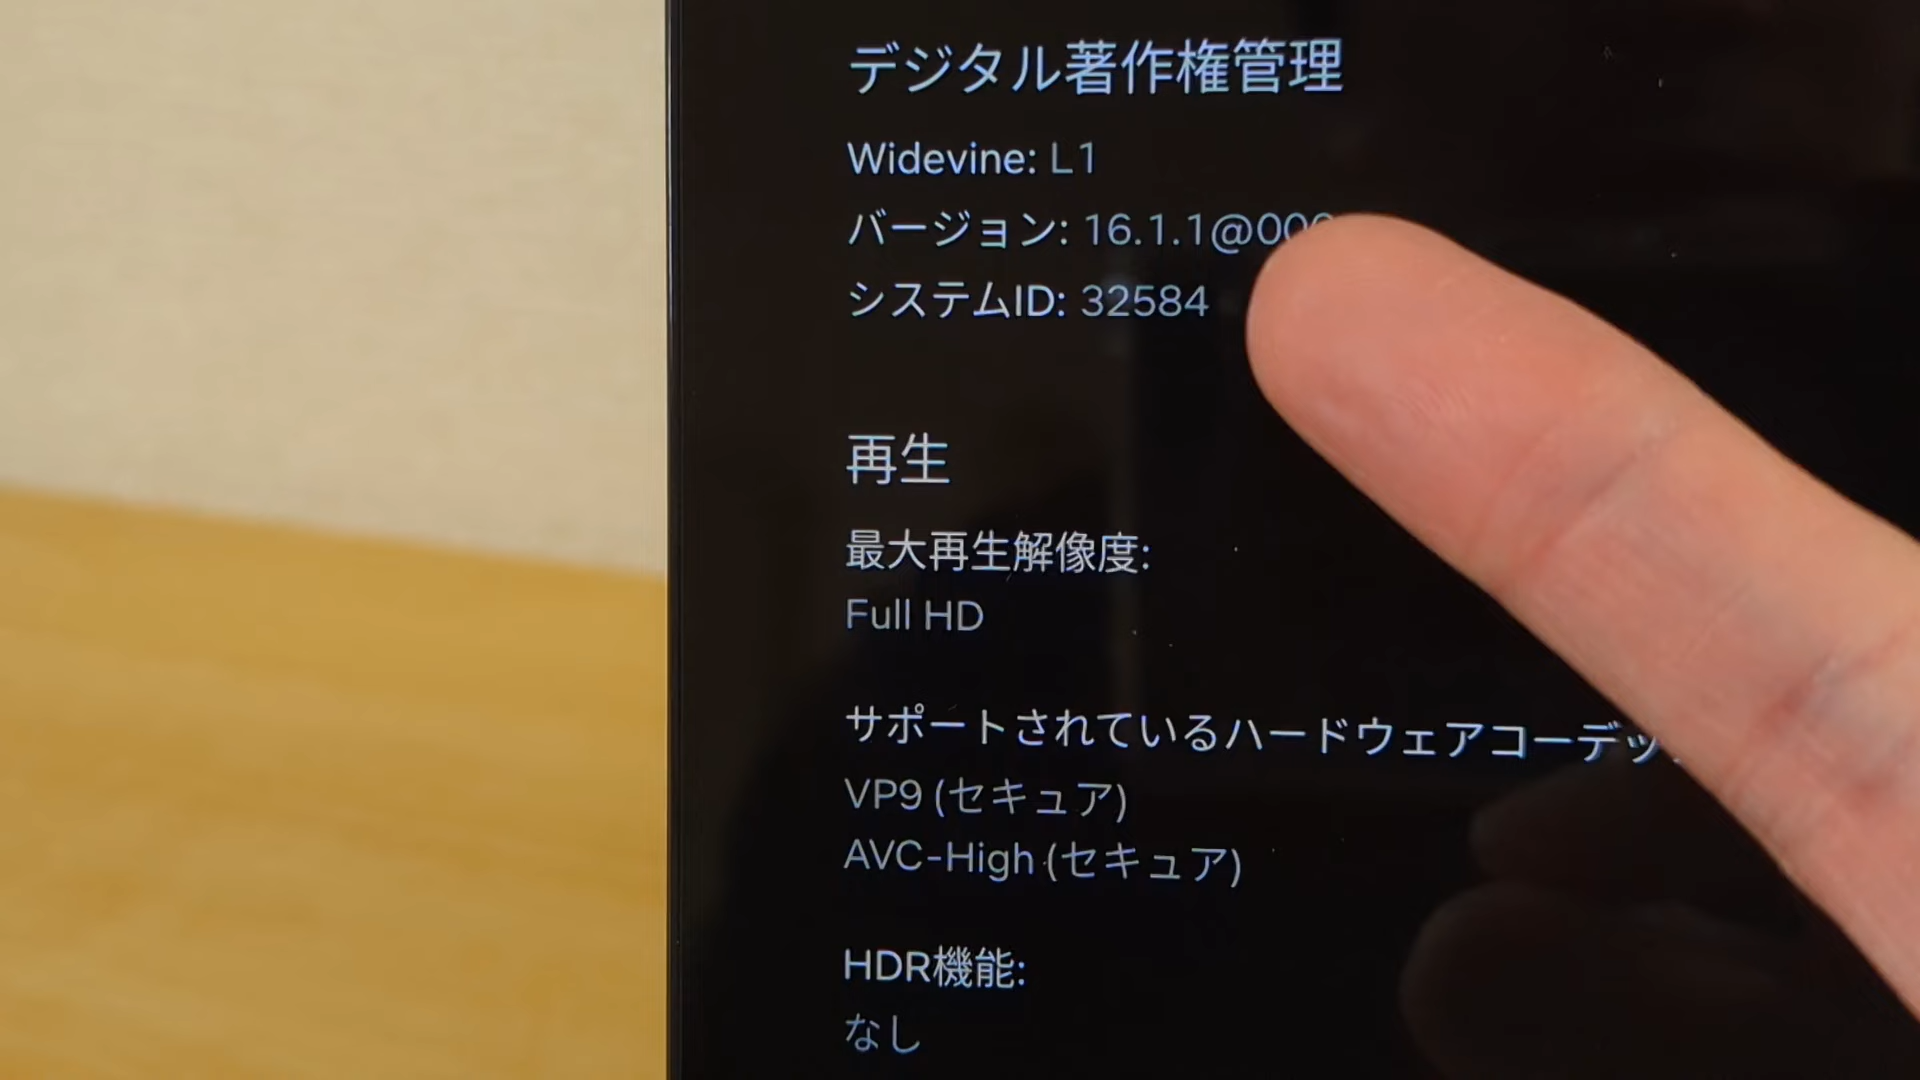 デジタル著作権管理
Widevine: L1
バージョン: 16.1.1@00
システムID: 32584
再生
最大再生解像度:
Full HD
サポートされているハードウェアコーデッ
VP9 (セキュア)
AVC-High (セキュア)
HDR機能:
なし